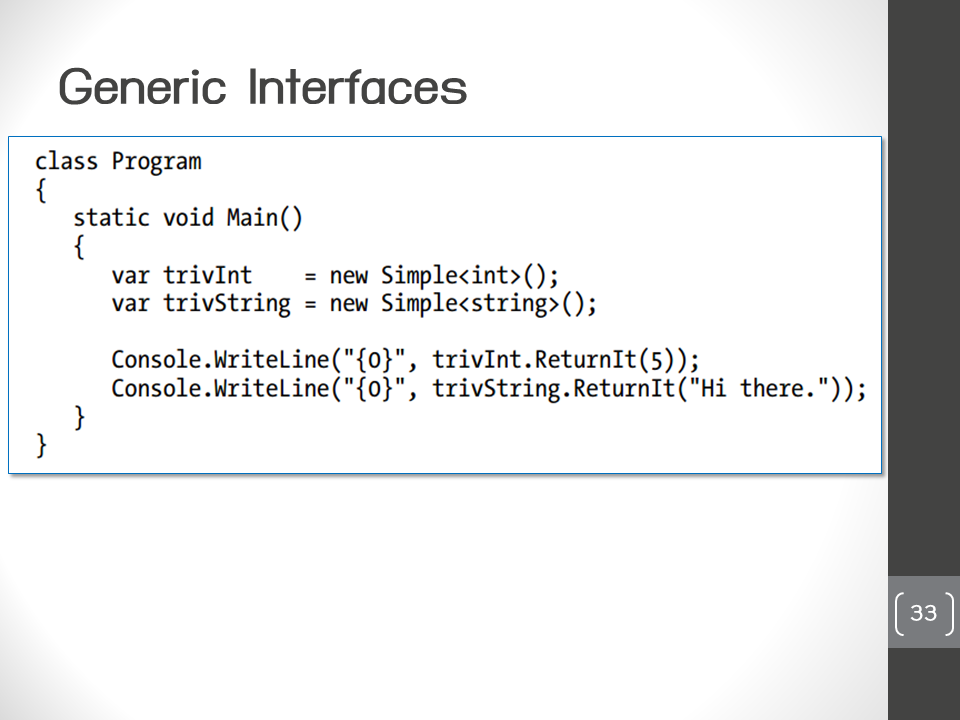 Generic Interfaces
class Program
{
   static void Main()
   {
      var trivInt    = new Simple<int>();
      var trivString = new Simple<string>();

      Console.WriteLine("{0}", trivInt.ReturnIt(5));
      Console.WriteLine("{0}", trivString.ReturnIt("Hi there."));
   }
}
33